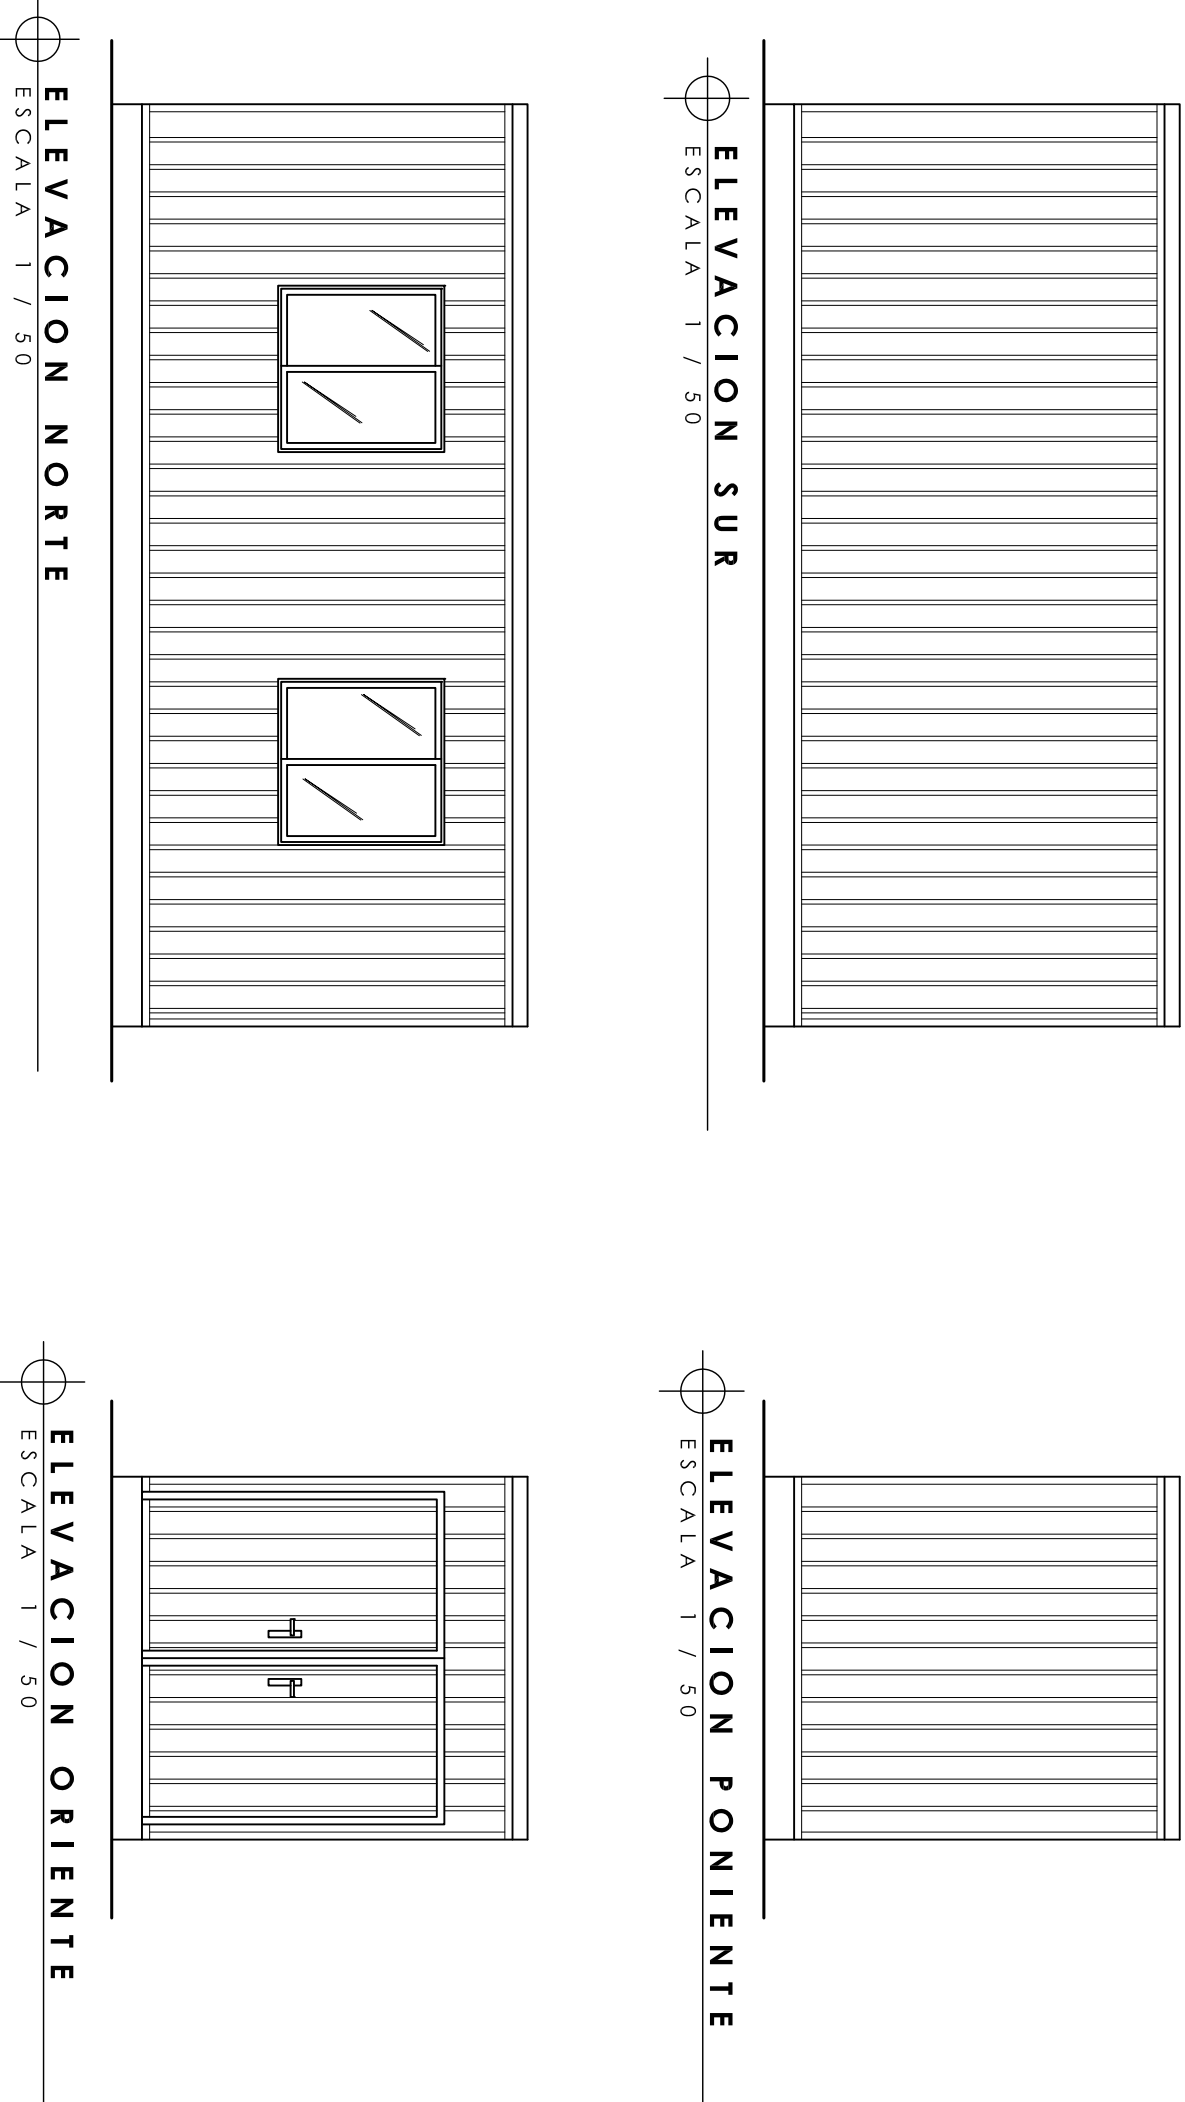 ELEVACION SUR
ESCALA 1 / 50
ELEVACION PONIENTE
ESCALA 1 / 50
ELEVACION NORTE
ESCALA 1 / 50
ELEVACION ORIENTE
ESCALA 1 / 50